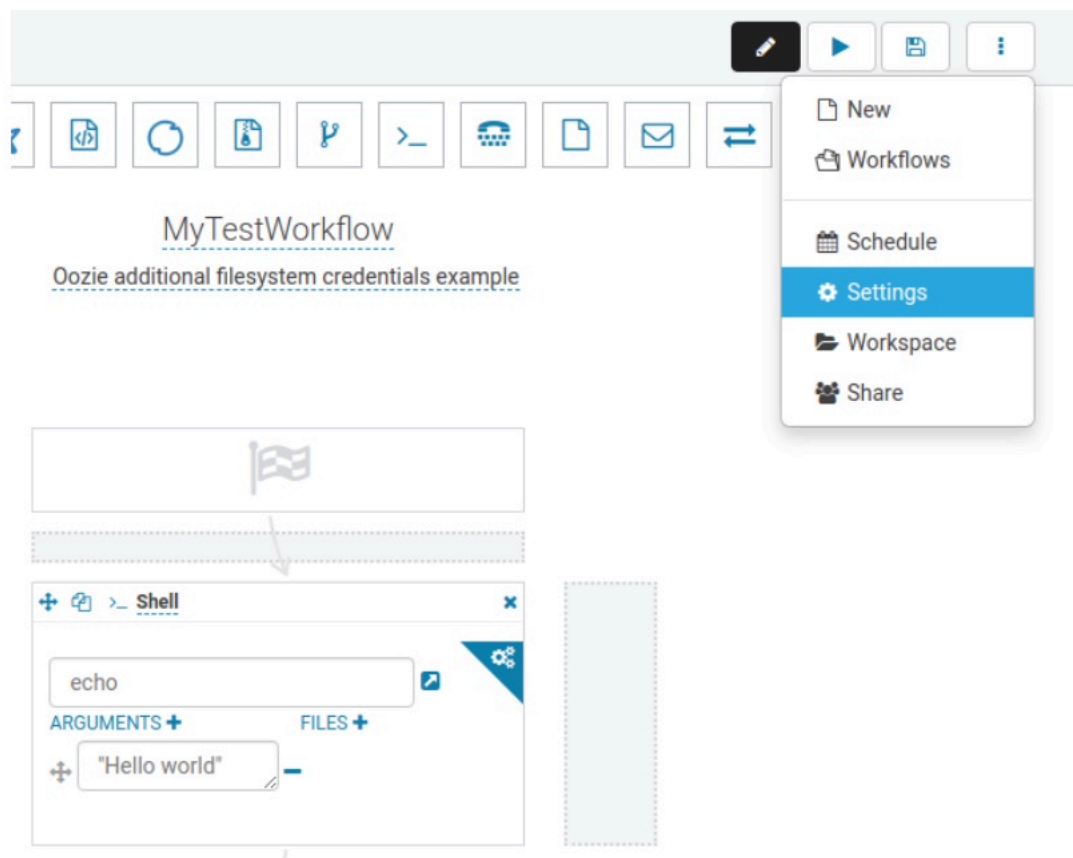 New
Workflows
MyTestWorkflow
Oozie additional filesystem credentials example
Schedule
Settings
Workspace
Share
>_ Shell
echo
ARGUMENTS + FILES +
"Hello world"